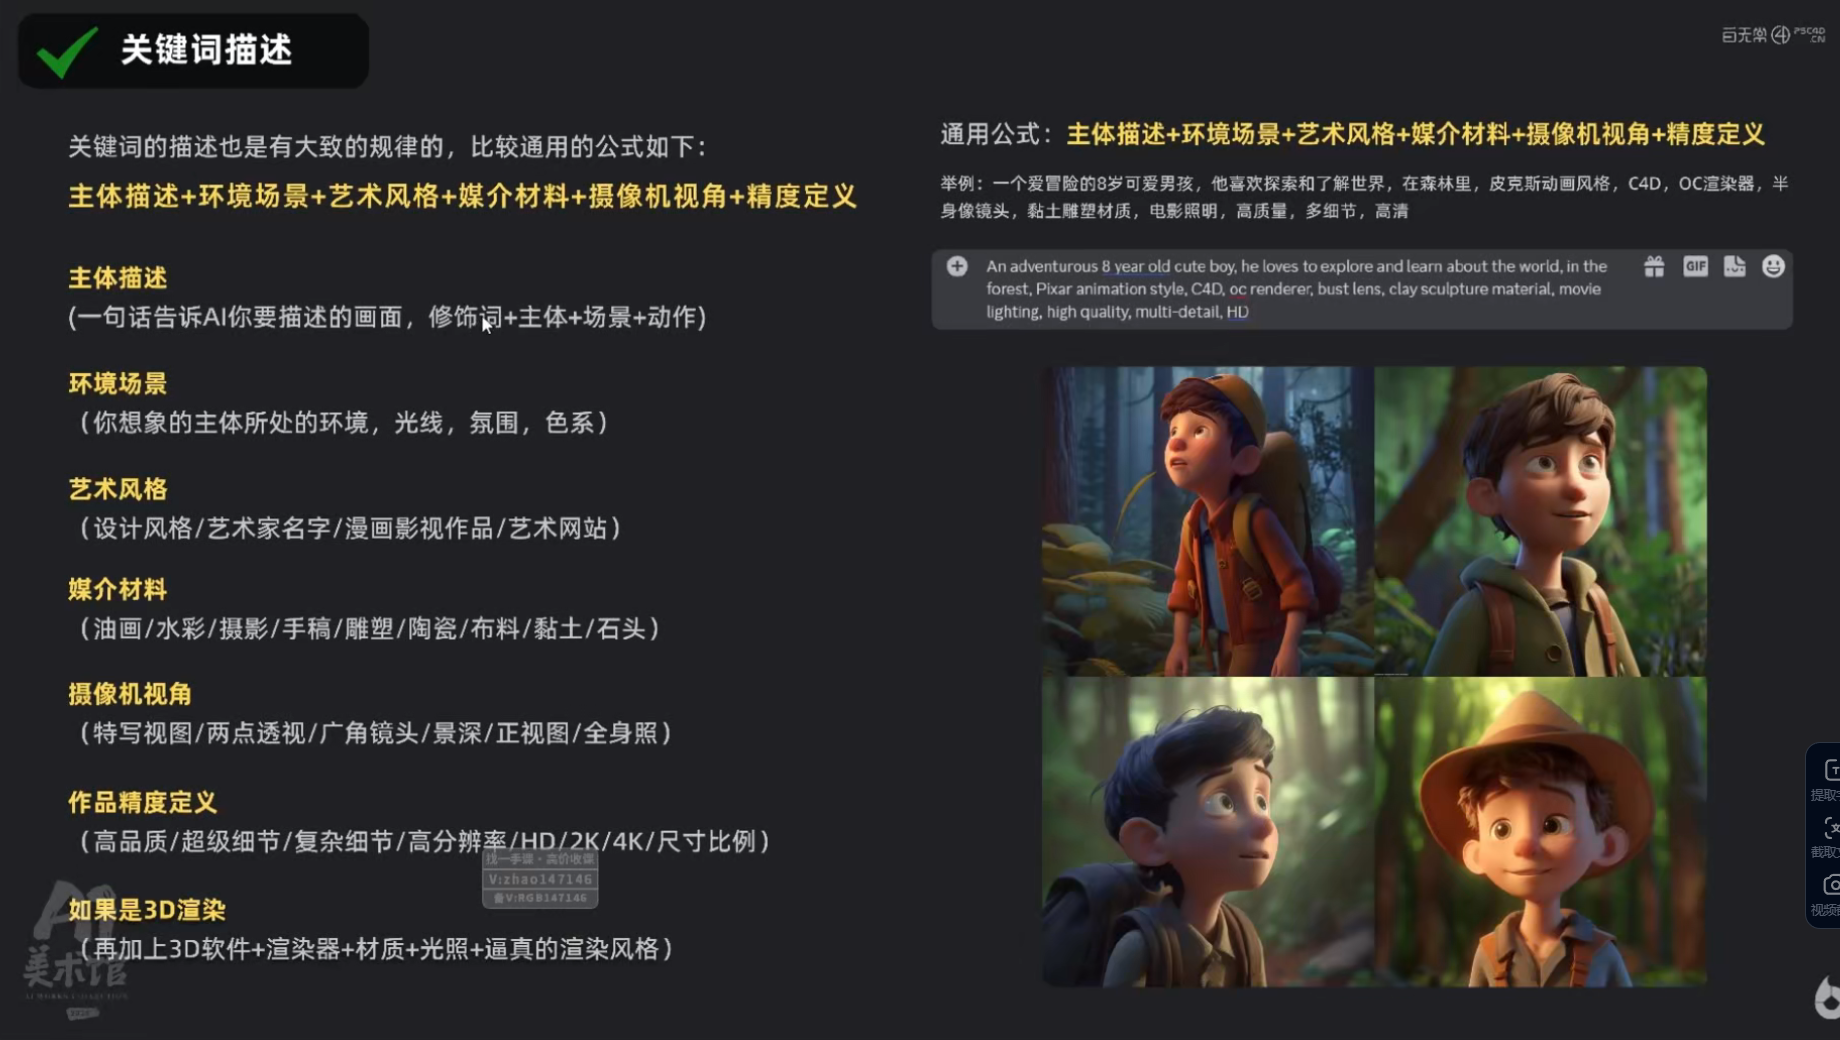 关键词描述
关键词的描述也是有大致的规律的，比较通用的公式如下：
主体描述+环境场景+艺术风格+媒介材料+摄像机视角+精度定义
主体描述
(一句话告诉AI你要描述的画面，修饰词+主体+场景+动作)
环境场景
（你想象的主体所处的环境，光线，氛围，色系）
艺术风格
（设计风格/艺术家名字/漫画影视作品/艺术网站）
媒介材料
（油画/水彩/摄影/手稿/雕塑/陶瓷/布料/黏土/石头）
摄像机视角
（特写视图/两点透视/广角镜头/景深/正视图/全身照）
作品精度定义
（高品质/超级细节/复杂细节/高分辨率/HD/2K/4K/尺寸比例）
找一手课·高价收课
V:zhao147146
备V:RGB147146
如果是3D渲染
（再加上3D软件+渲染器+材质+光照+逼真的渲染风格）
AI
美术馆
通用公式：主体描述+环境场景+艺术风格+媒介材料+摄像机视角+精度定义
举例：一个爱冒险的8岁可爱男孩，他喜欢探索和了解世界，在森林里，皮克斯动画风格，C4D，OC渲染器，半
身像镜头，黏土雕塑材质，电影照明，高质量，多细节，高清
An adventurous 8 year old cute boy, he loves to explore and learn about the world, in the
forest, Pixar animation style, C4D, oc renderer, bust lens, clay sculpture material, movie
lighting, high quality, multi-detail, HD
GIF
提取
截取
视频